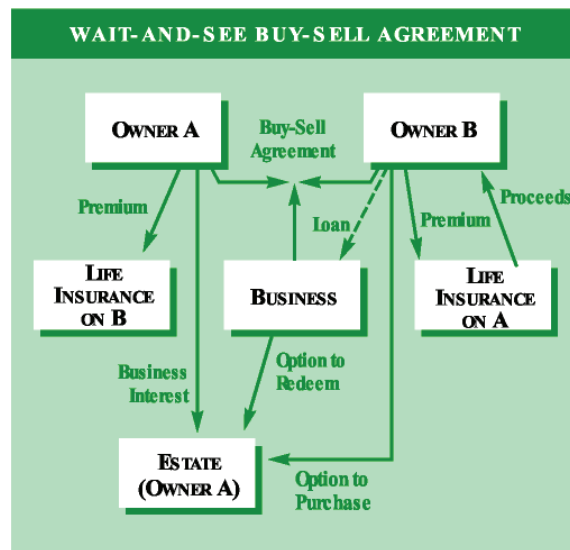 WAIT-AND-SEE BUY-SELL AGREEMENT
OWNER A
Buy-Sell
Agreement
OWNER B
Premium
Loan
Premium
Proceeds
LIFE
INSURANCE
ON B
BUSINESS
LIFE
INSURANCE
ON A
Business
Interest
Option to
Redeem
ESTATE
(OWNER A)
Option to
Purchase